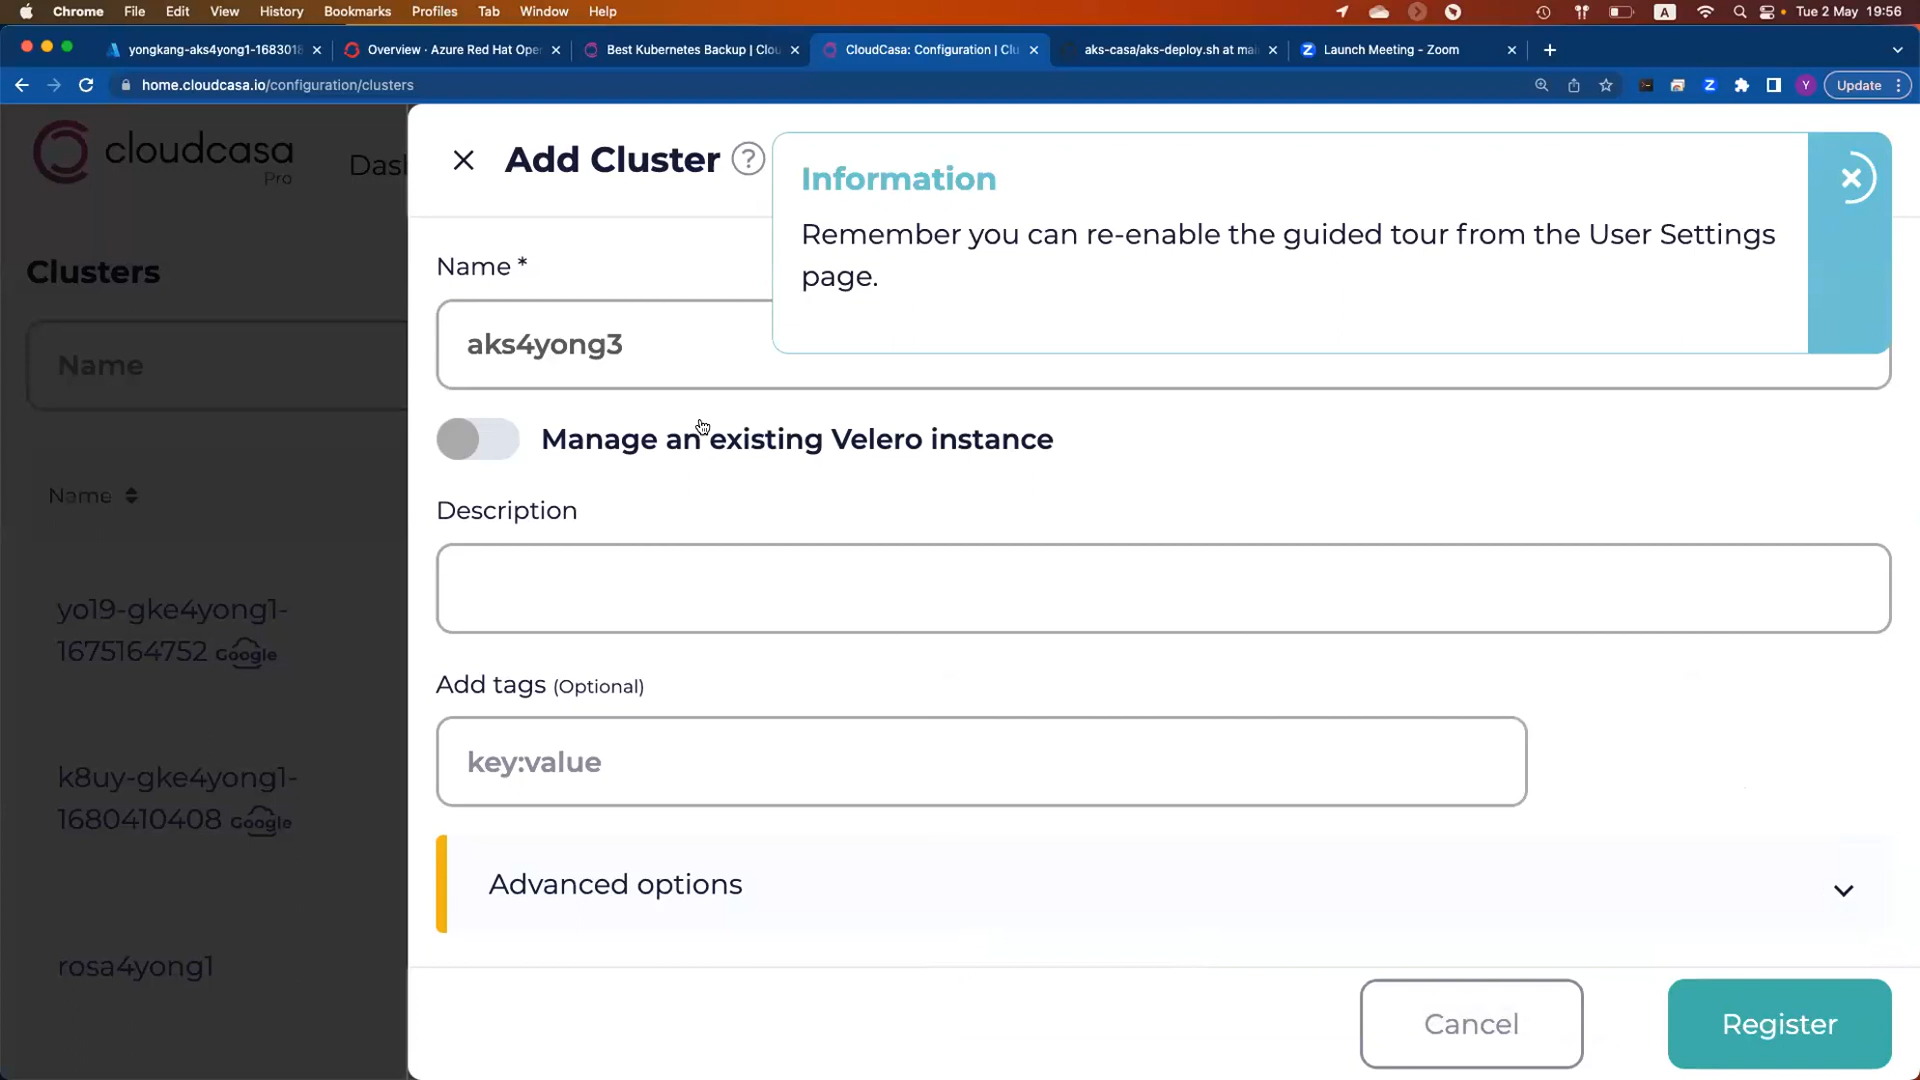 Chrome File Edit View History Bookmarks Profiles Tab Window Help A Tue 2 May 19:56
yongkang-aks4yong1-1683018 Overview · Azure Red Hat Oper Best Kubernetes Backup | Clou CloudCasa: Configuration | Clu aks-casa/aks-deploy.sh at mai Launch Meeting - Zoom
home.cloudcasa.io/configuration/clusters Y Update
cloudcasa
Pro
Dash
Add Cluster ?
Information
Remember you can re-enable the guided tour from the User Settings
page.
Clusters
Name *
Name
aks4yong3
Manage an existing Velero instance
Name
Description
yo19-gke4yong1-
1675164752 Google
Add tags (Optional)
key:value
k8uy-gke4yong1-
1680410408 Google
Advanced options
rosa4yong1
Cancel
Register